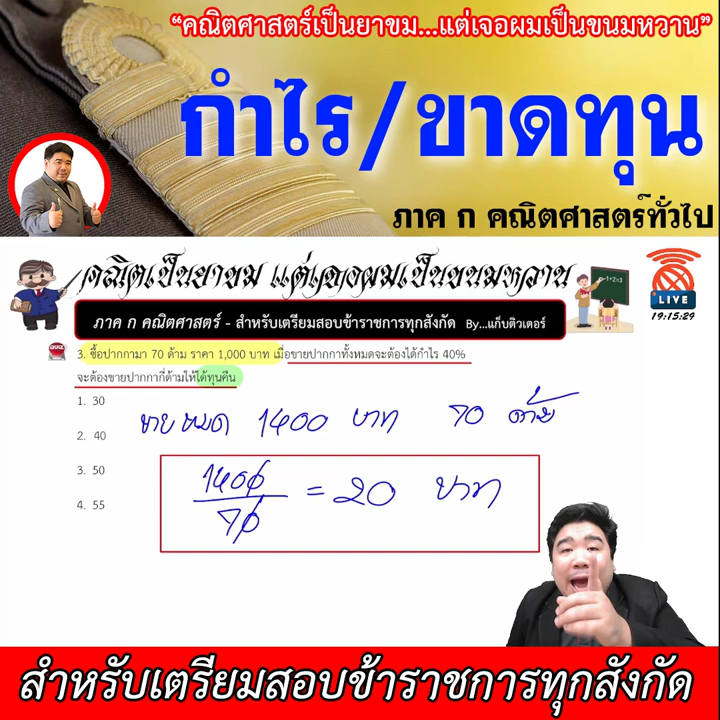 “คณิตศาสตร์เป็นยาขม...แต่เจอผมเป็นขนมหวาน”
กำไร/ขาดทุน
ภาค ก คณิตศาสตร์ทั่วไป
คณิตเป็นยาขม แต่เจอผมเป็นขนมหวาน
1+2=3
LIVE
19:15:29
ภาค ก คณิตศาสตร์ - สำหรับเตรียมสอบข้าราชการทุกสังกัด By...แก็บติวเตอร์
QUIZ
3. ซื้อปากกามา 70 ด้าม ราคา 1,000 บาท เมื่อขายปากกาทั้งหมดจะต้องได้กำไร 40%
จะต้องขายปากกากี่ด้ามให้ได้ทุนคืน
1. 30
ขายหมด 1400 บาท 70 ด้าม
2. 40
3. 50
1400
70
= 20 บาท
4. 55
สำหรับเตรียมสอบข้าราชการทุกสังกัด